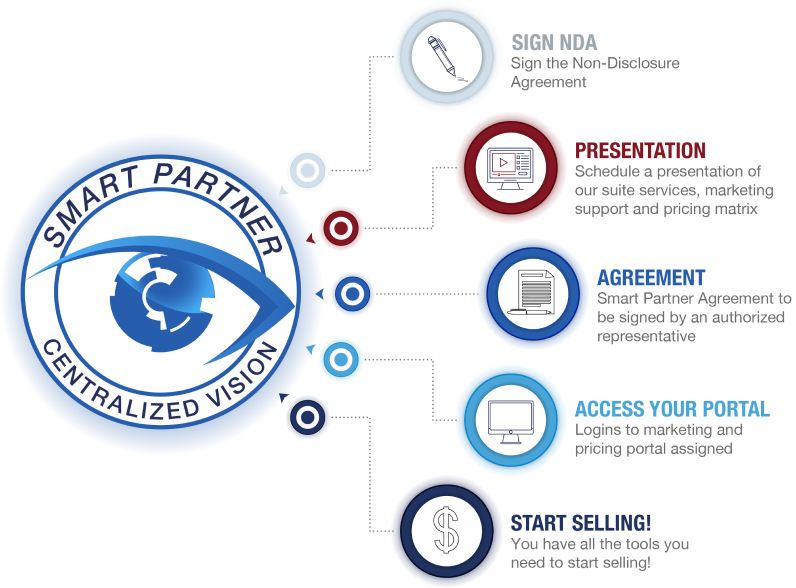 SMART PARTNER
CENTRALIZED VISION
SIGN NDA
Sign the Non-Disclosure
Agreement
PRESENTATION
Schedule a presentation of
our suite services, marketing
support and pricing matrix
AGREEMENT
Smart Partner Agreement to
be signed by an authorized
representative
ACCESS YOUR PORTAL
Logins to marketing and
pricing portal assigned
START SELLING!
You have all the tools you
need to start selling!